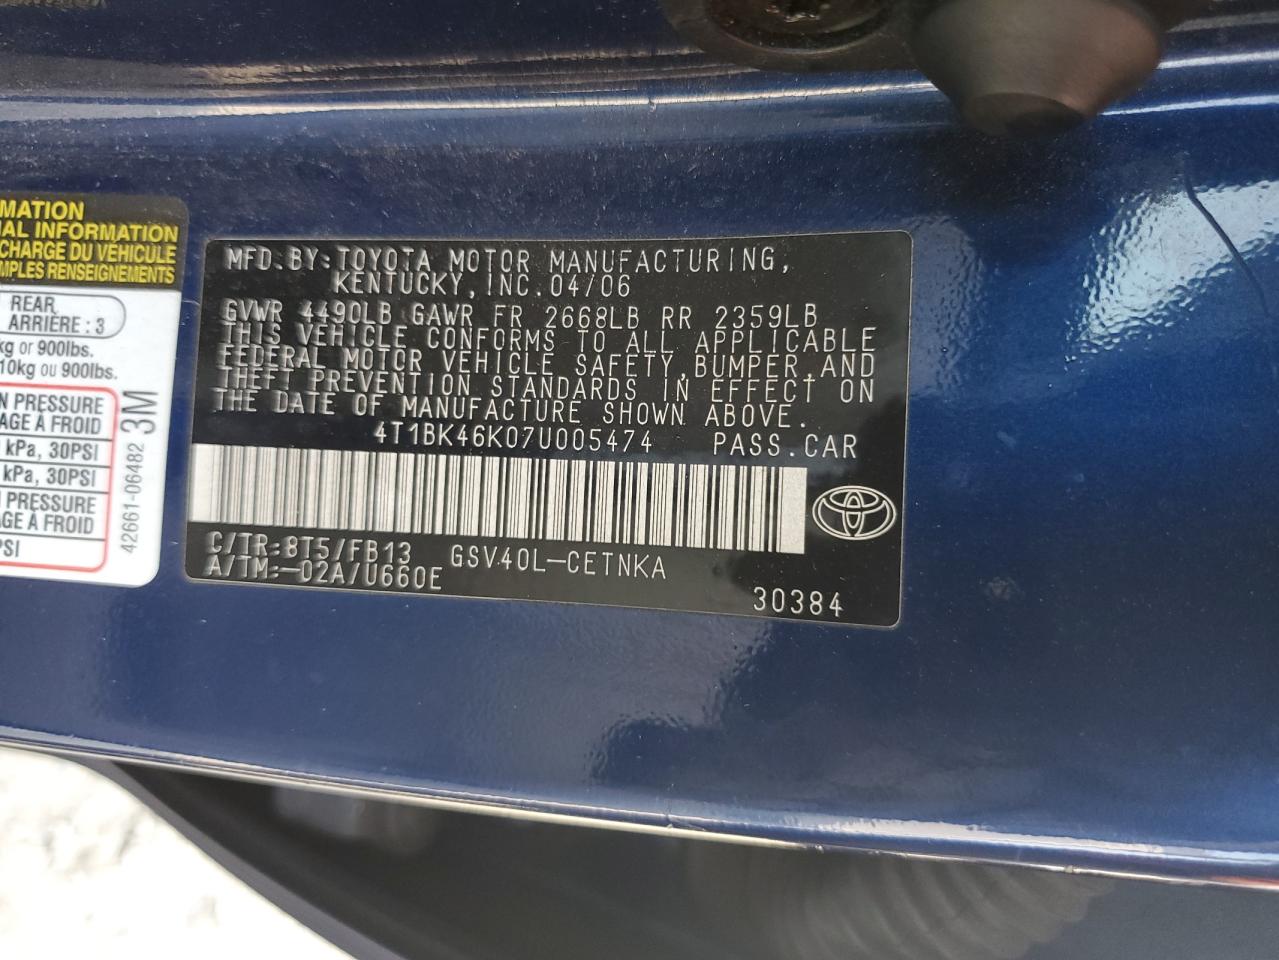 MATION
AL INFORMATION
CHARGE DU VÉHICULE
MPLES RENSEIGNEMENTS
REAR
ARRIÈRE : 3
kg or 900lbs.
10kg ou 900lbs.
N PRESSURE
AGE À FROID
kPa, 30PSI
kPa, 30PSI
N PRESSURE
GE À FROID
PSI
42661-06482 3M
MFD.BY:TOYOTA MOTOR MANUFACTURING,
KENTUCKY,INC.04/06
GVWR 4490LB GAWR FR 2668LB RR 2359LB
THIS VEHICLE CONFORMS TO ALL APPLICABLE
FEDERAL MOTOR VEHICLE SAFETY,BUMPER,AND
THEFT PREVENTION STANDARDS IN EFFECT ON
THE DATE OF MANUFACTURE SHOWN ABOVE.
4T1BK46K07U005474 PASS.CAR
C/TR:8T5/FB13 GSV40L-CETNKA
A/TM:-02A/U660E
30384